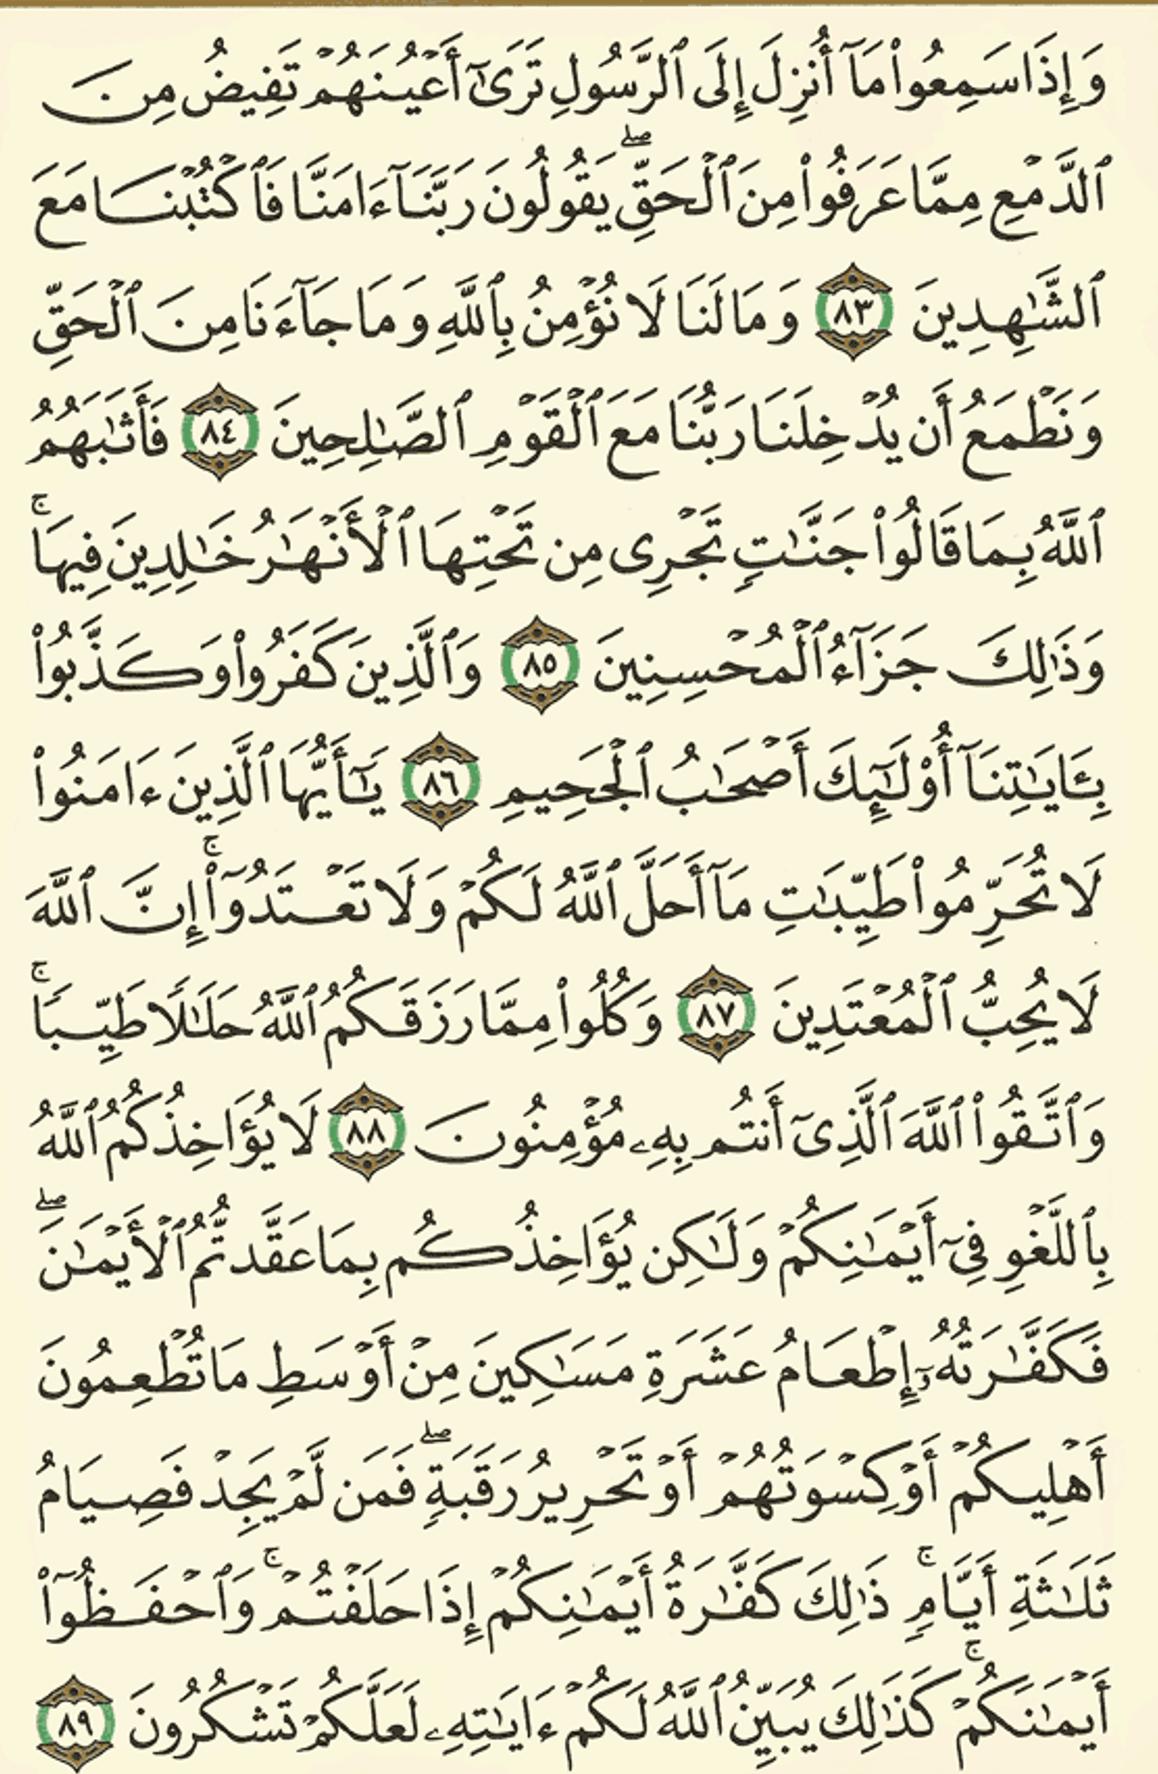 وَإِذَا سَمِعُوا۟ مَآ أُنزِلَ إِلَى ٱلرَّسُولِ تَرَىٰٓ أَعْيُنَهُمْ تَفِيضُ مِنَ
ٱلدَّمْعِ مِمَّا عَرَفُوا۟ مِنَ ٱلْحَقِّ ۖ يَقُولُونَ رَبَّنَآ ءَامَنَّا فَٱكْتُبْنَا مَعَ
ٱلشَّٰهِدِينَ ٨٣ وَمَا لَنَا لَا نُؤْمِنُ بِٱللَّهِ وَمَا جَآءَنَا مِنَ ٱلْحَقِّ
وَنَطْمَعُ أَن يُدْخِلَنَا رَبُّنَا مَعَ ٱلْقَوْمِ ٱلصَّٰلِحِينَ ٨٤ فَأَثَٰبَهُمُ
ٱللَّهُ بِمَا قَالُوا۟ جَنَّٰتٍ تَجْرِى مِن تَحْتِهَا ٱلْأَنْهَٰرُ خَٰلِدِينَ فِيهَا ۚ
وَذَٰلِكَ جَزَآءُ ٱلْمُحْسِنِينَ ٨٥ وَٱلَّذِينَ كَفَرُوا۟ وَكَذَّبُوا۟
بِـَٔايَٰتِنَآ أُو۟لَٰٓئِكَ أَصْحَٰبُ ٱلْجَحِيمِ ٨٦ يَٰٓأَيُّهَا ٱلَّذِينَ ءَامَنُوا۟
لَا تُحَرِّمُوا۟ طَيِّبَٰتِ مَآ أَحَلَّ ٱللَّهُ لَكُمْ وَلَا تَعْتَدُوٓا۟ ۚ إِنَّ ٱللَّهَ
لَا يُحِبُّ ٱلْمُعْتَدِينَ ٨٧ وَكُلُوا۟ مِمَّا رَزَقَكُمُ ٱللَّهُ حَلَٰلًا طَيِّبًا ۚ
وَٱتَّقُوا۟ ٱللَّهَ ٱلَّذِىٓ أَنتُم بِهِۦ مُؤْمِنُونَ ٨٨ لَا يُؤَاخِذُكُمُ ٱللَّهُ
بِٱللَّغْوِ فِىٓ أَيْمَٰنِكُمْ وَلَٰكِن يُؤَاخِذُكُم بِمَا عَقَّدتُّمُ ٱلْأَيْمَٰنَ ۖ
فَكَفَّٰرَتُهُۥٓ إِطْعَامُ عَشَرَةِ مَسَٰكِينَ مِنْ أَوْسَطِ مَا تُطْعِمُونَ
أَهْلِيكُمْ أَوْ كِسْوَتُهُمْ أَوْ تَحْرِيرُ رَقَبَةٍ ۖ فَمَن لَّمْ يَجِدْ فَصِيَامُ
ثَلَٰثَةِ أَيَّامٍ ۚ ذَٰلِكَ كَفَّٰرَةُ أَيْمَٰنِكُمْ إِذَا حَلَفْتُمْ ۚ وَٱحْفَظُوٓا۟
أَيْمَٰنَكُمْ ۚ كَذَٰلِكَ يُبَيِّنُ ٱللَّهُ لَكُمْ ءَايَٰتِهِۦ لَعَلَّكُمْ تَشْكُرُونَ ٨٩